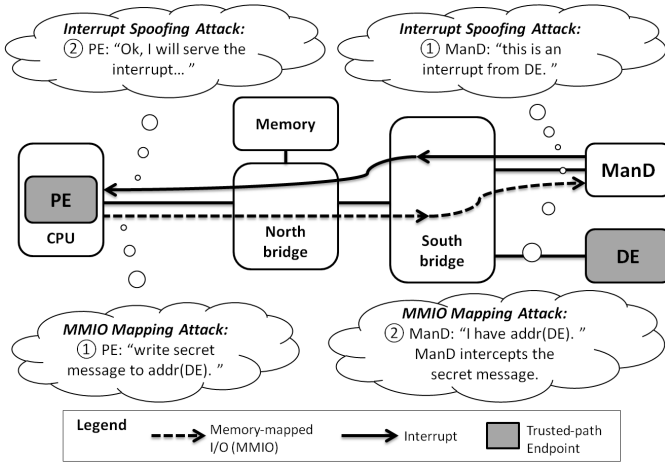 Interrupt Spoofing Attack:
② PE: “Ok, I will serve the
interrupt… ”
Interrupt Spoofing Attack:
① ManD: “this is an
interrupt from DE. ”
Memory
ManD
PE
CPU
North
bridge
South
bridge
DE
MMIO Mapping Attack:
① PE: “write secret
message to addr(DE). ”
MMIO Mapping Attack:
② ManD: “I have addr(DE). ”
ManD intercepts the
secret message.
Legend
Memory-mapped
I/O (MMIO)
Interrupt
Trusted-path
Endpoint